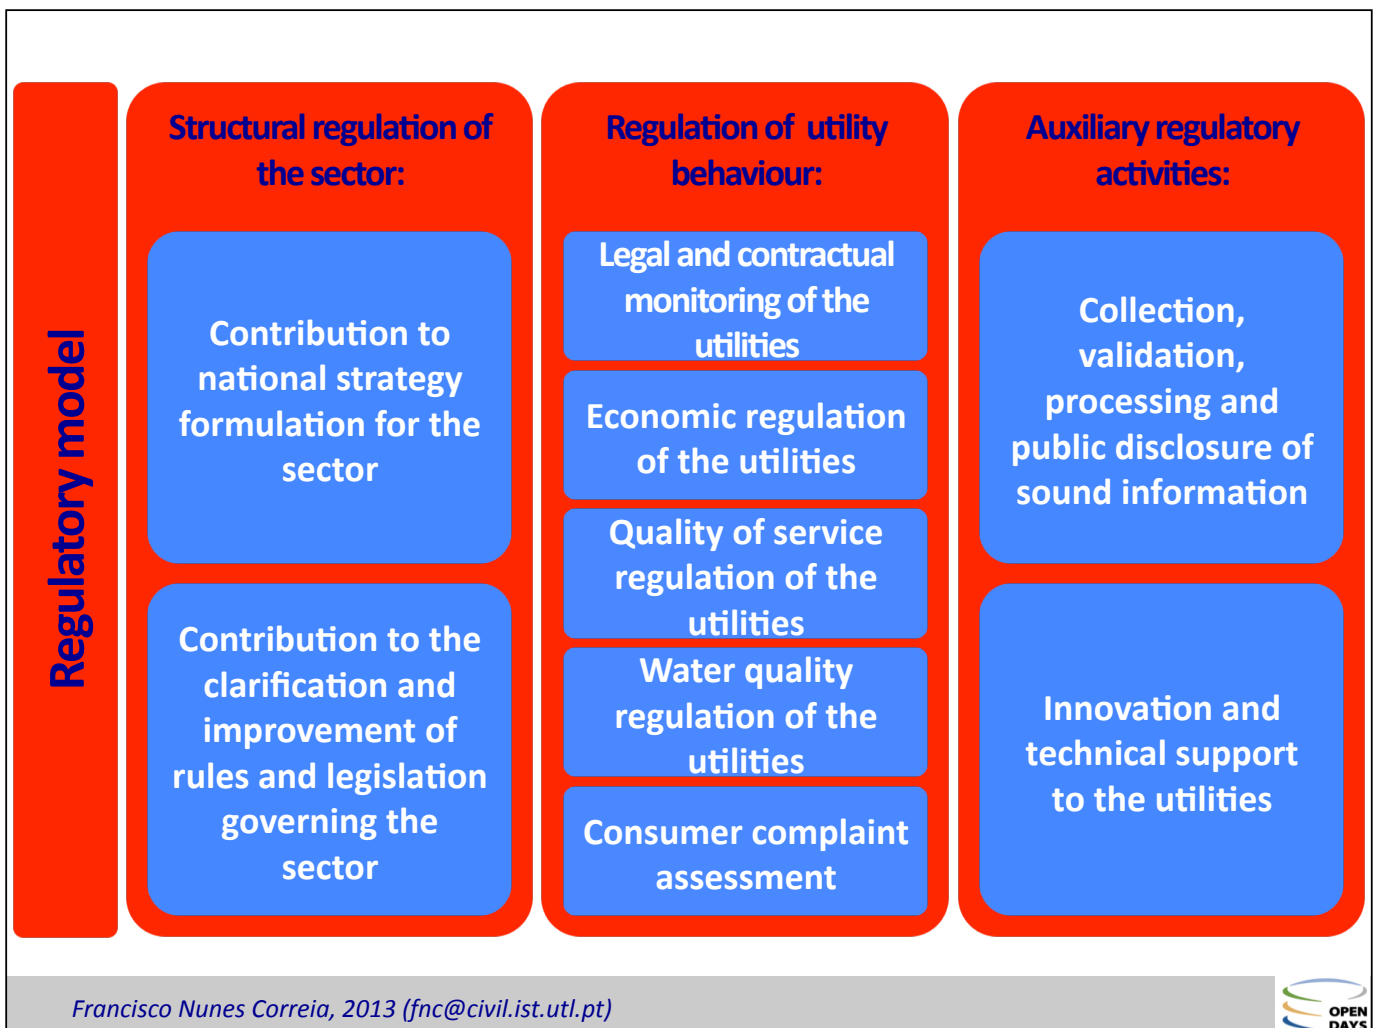 Regulatory model
Structural regulation of
the sector:
Contribution to
national strategy
formulation for the
sector
Contribution to the
clarification and
improvement of
rules and legislation
governing the
sector
Regulation of utility
behaviour:
Legal and contractual
monitoring of the
utilities
Economic regulation
of the utilities
Quality of service
regulation of the
utilities
Water quality
regulation of the
utilities
Consumer complaint
assessment
Auxiliary regulatory
activities:
Collection,
validation,
processing and
public disclosure of
sound information
Innovation and
technical support
to the utilities
Francisco Nunes Correia, 2013 (fnc@civil.ist.utl.pt)
OPEN
DAYS